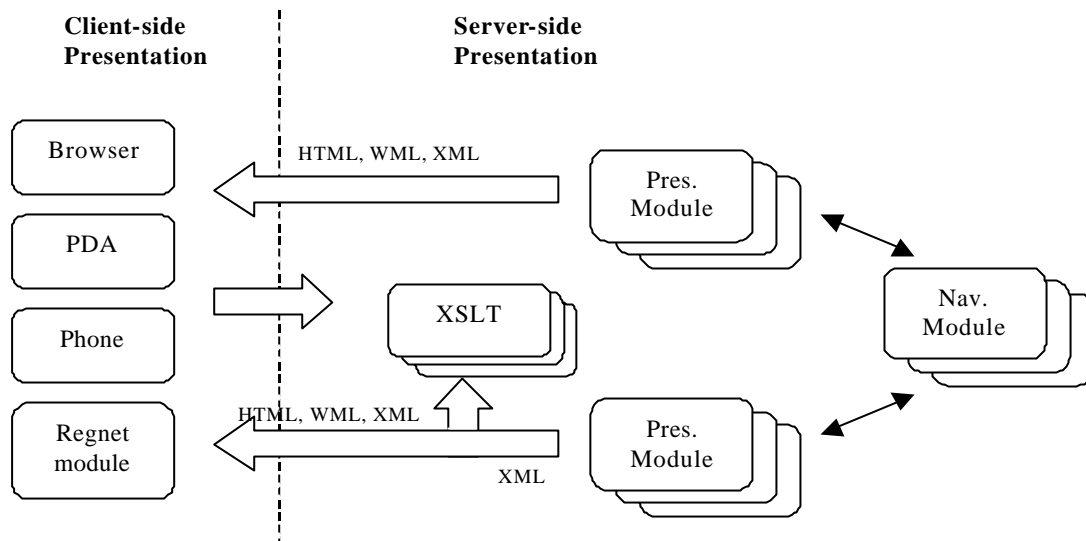 Client-side
Presentation
Server-side
Presentation
Browser
PDA
Phone
Regnet
module
HTML, WML, XML
XSLT
HTML, WML, XML
XML
Pres.
Module
Pres.
Module
Nav.
Module